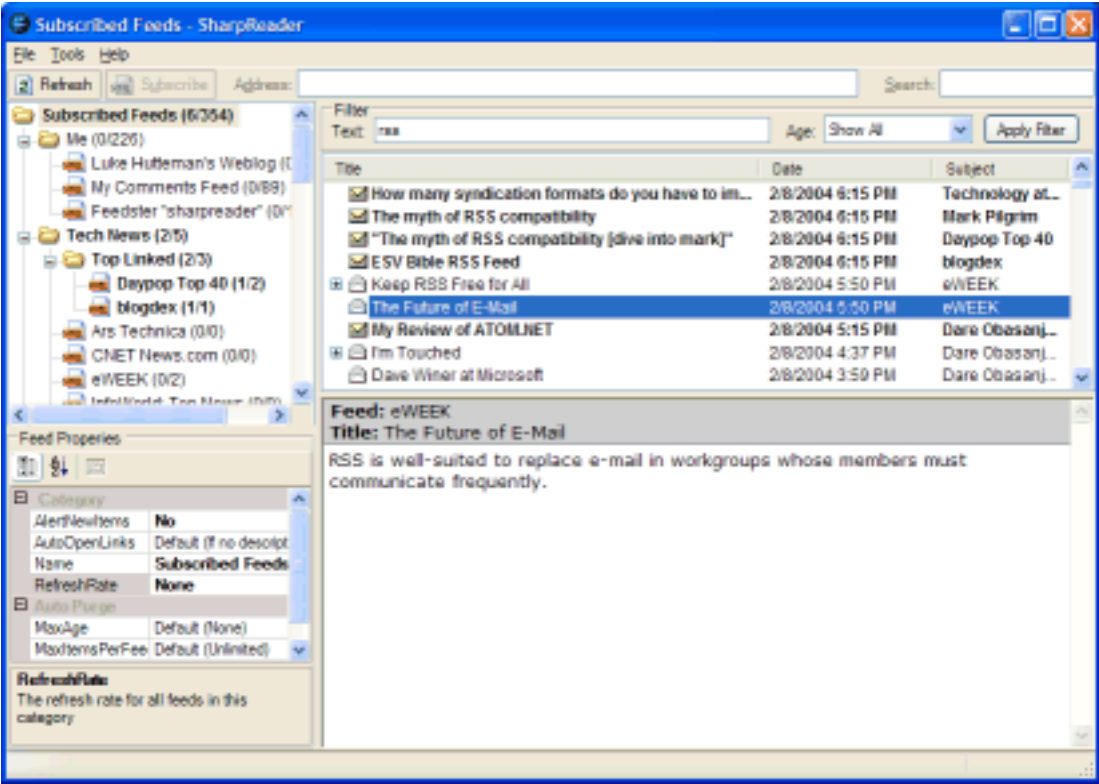 Subscribed Feeds - SharpReader
File Tools Help
Refresh Subscribe Address: Search:
Subscribed Feeds (6/354)
Me (0/226)
Luke Hutteman's Weblog (0
My Comments Feed (0/89)
Feedster "sharpreader" (0/
Tech News (2/5)
Top Linked (2/3)
Daypop Top 40 (1/2)
blogdex (1/1)
Ars Technica (0/0)
CNET News.com (0/0)
eWEEK (0/2)
InfoWorld: Top News (0/0)
Filter
Text: rss Age: Show All Apply Filter
Title Date Subject
How many syndication formats do you have to im... 2/8/2004 6:15 PM Technology at...
The myth of RSS compatibility 2/8/2004 6:15 PM Mark Pilgrim
"The myth of RSS compatibility [dive into mark]" 2/8/2004 6:15 PM Daypop Top 40
ESV Bible RSS Feed 2/8/2004 6:15 PM blogdex
Keep RSS Free for All 2/8/2004 5:50 PM eWEEK
The Future of E-Mail 2/8/2004 5:50 PM eWEEK
My Review of ATOM.NET 2/8/2004 5:15 PM Dare Obasanj...
I'm Touched 2/8/2004 4:37 PM Dare Obasanj...
Dave Winer at Microsoft 2/8/2004 3:59 PM Dare Obasanj...
Feed: eWEEK
Title: The Future of E-Mail
RSS is well-suited to replace e-mail in workgroups whose members must
communicate frequently.
Feed Properies
Category
AlertNewItems No
AutoOpenLinks Default (If no descript
Name Subscribed Feeds
RefreshRate None
Auto Purge
MaxAge Default (None)
MaxItemsPerFee Default (Unlimited)
RefreshRate
The refresh rate for all feeds in this
category